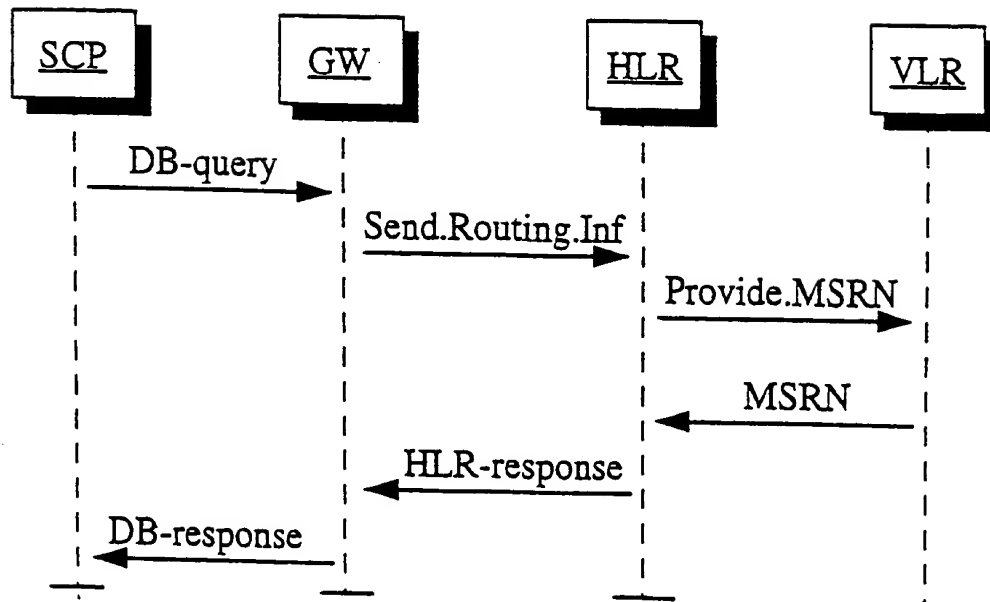 SCP
GW
HLR
VLR
DB-query
Send.Routing.Inf
Provide.MSRN
MSRN
HLR-response
DB-response